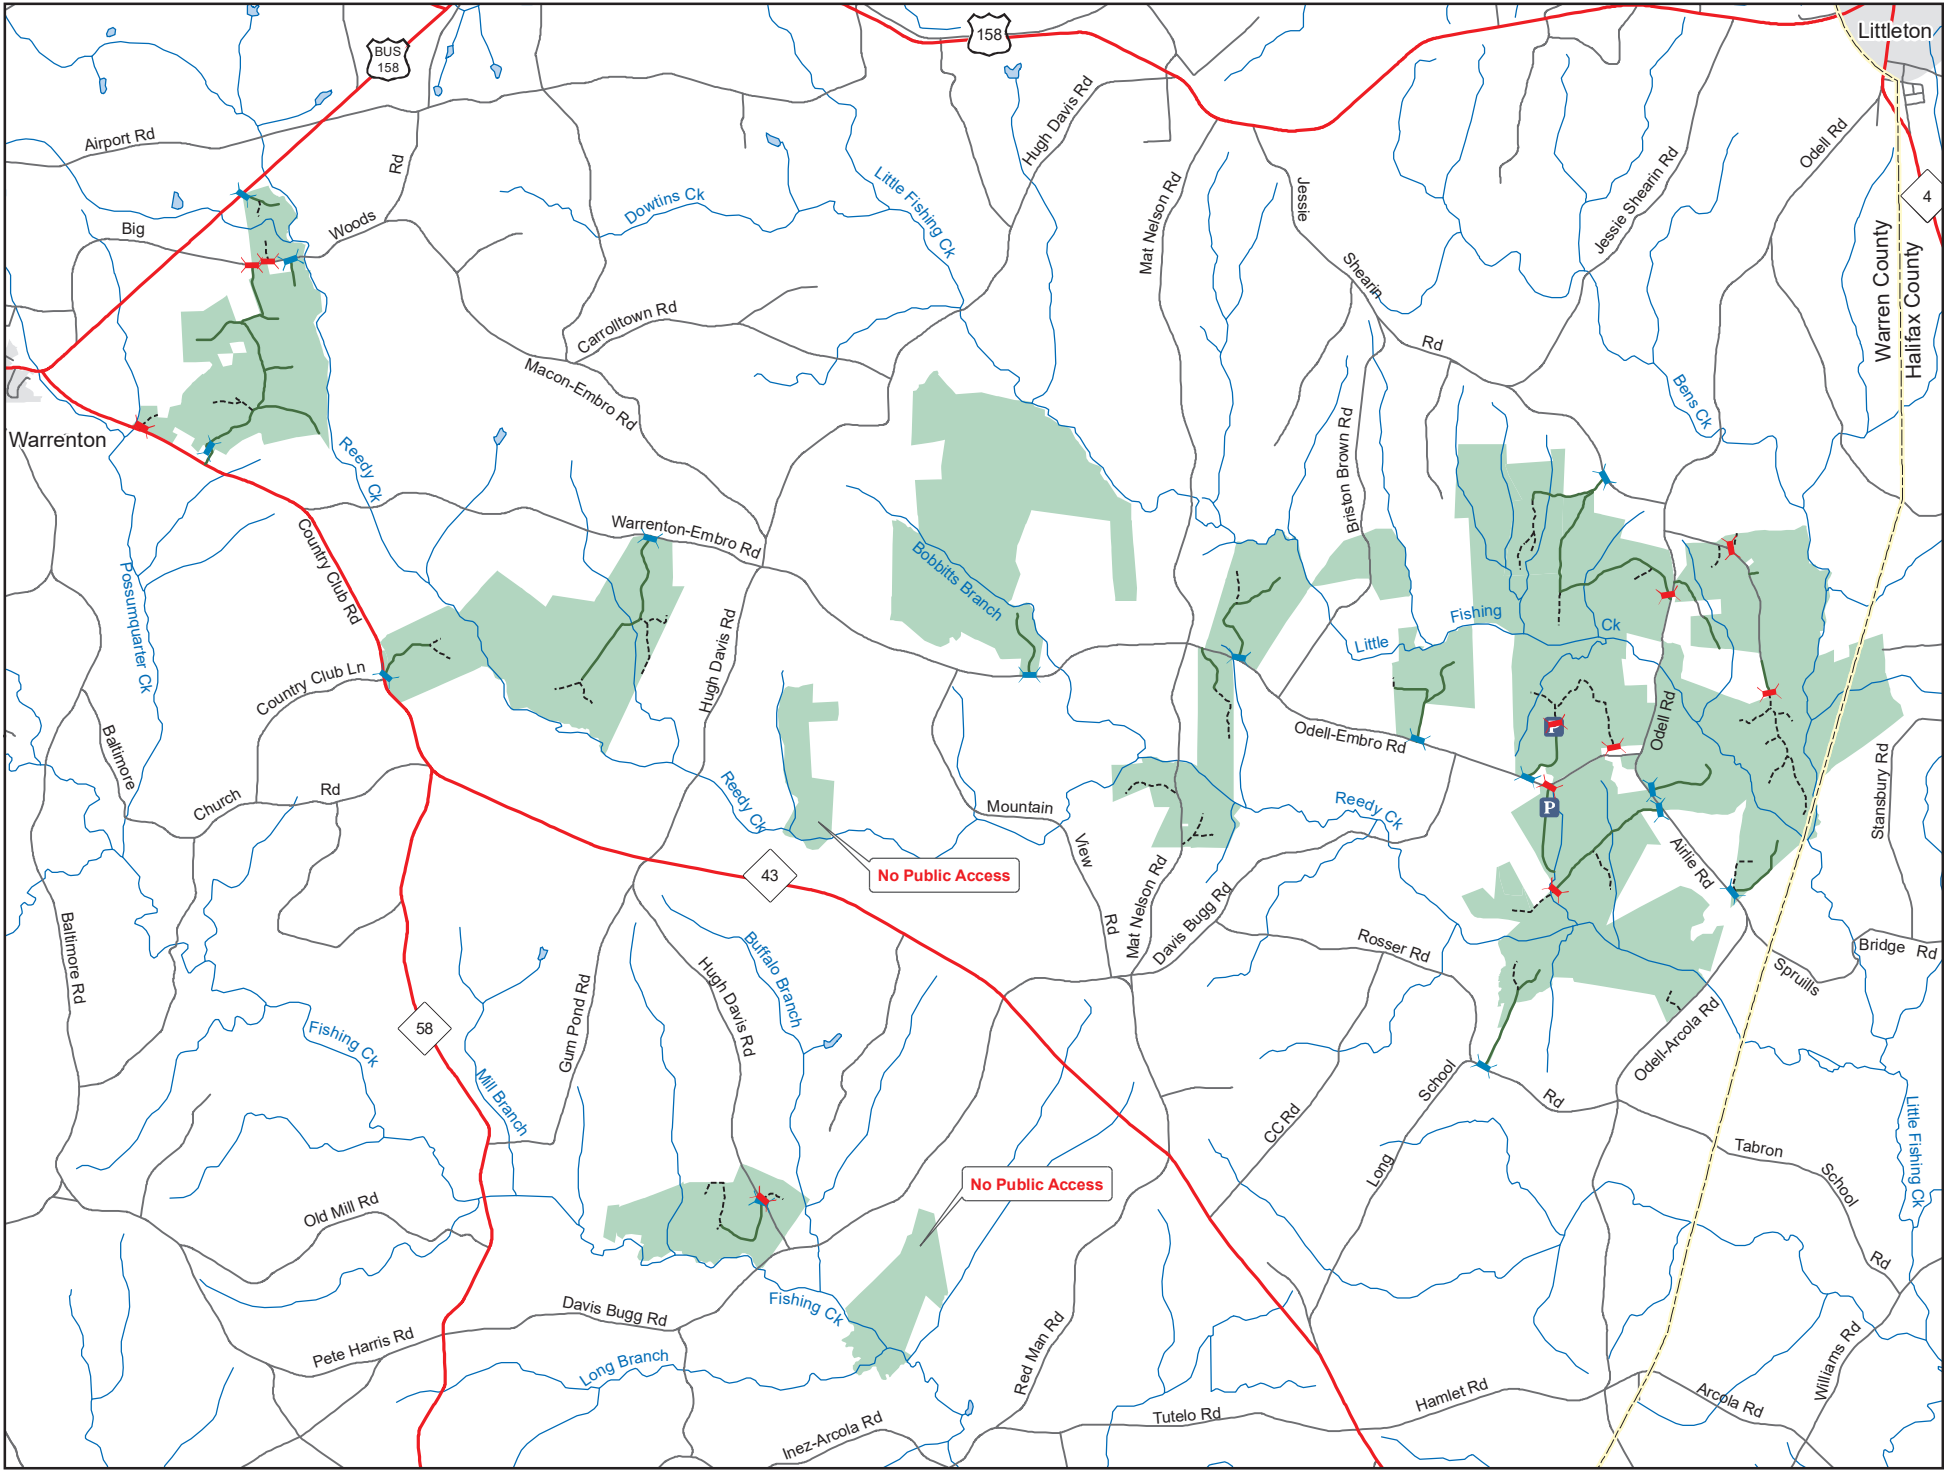 Littleton
BUS
158
158
Airport Rd
Rd
Hugh Davis Rd
Odell Rd
Jessie Shearin Rd
4
Little Fishing Ck
Dowtins Ck
Mat Nelson Rd
Jessie
Big
Woods
Warren County
Halifax County
Shearin
Rd
Carrolltown Rd
Macon-Embro Rd
Bens Ck
Warrenton
Reedy Ck
Briston Brown Rd
Country Club Rd
Warrenton-Embro Rd
Bobbitts Branch
Possumquarter Ck
Hugh Davis Rd
Little
Fishing
Ck
Country Club Ln
Odell-Embro Rd
Odell Rd
P
Baltimore
Church
Rd
Reedy Ck
Mountain
Reedy Ck
P
Stansbury Rd
View
Rd
Airlie Rd
43
No Public Access
Mat Nelson Rd
Davis Bugg Rd
Baltimore Rd
Rosser Rd
Bridge Rd
Spruills
Buffalo Branch
Hugh Davis Rd
Gum Pond Rd
58
Fishing Ck
Odell-Arcola Rd
Mill Branch
School
Rd
CC Rd
Long
Little Fishing Ck
Tabron
School
Rd
No Public Access
Old Mill Rd
Fishing Ck
Davis Bugg Rd
Pete Harris Rd
Long Branch
Red Man Rd
Williams Rd
Hamlet Rd
Arcola Rd
Tutelo Rd
Inez-Arcola Rd